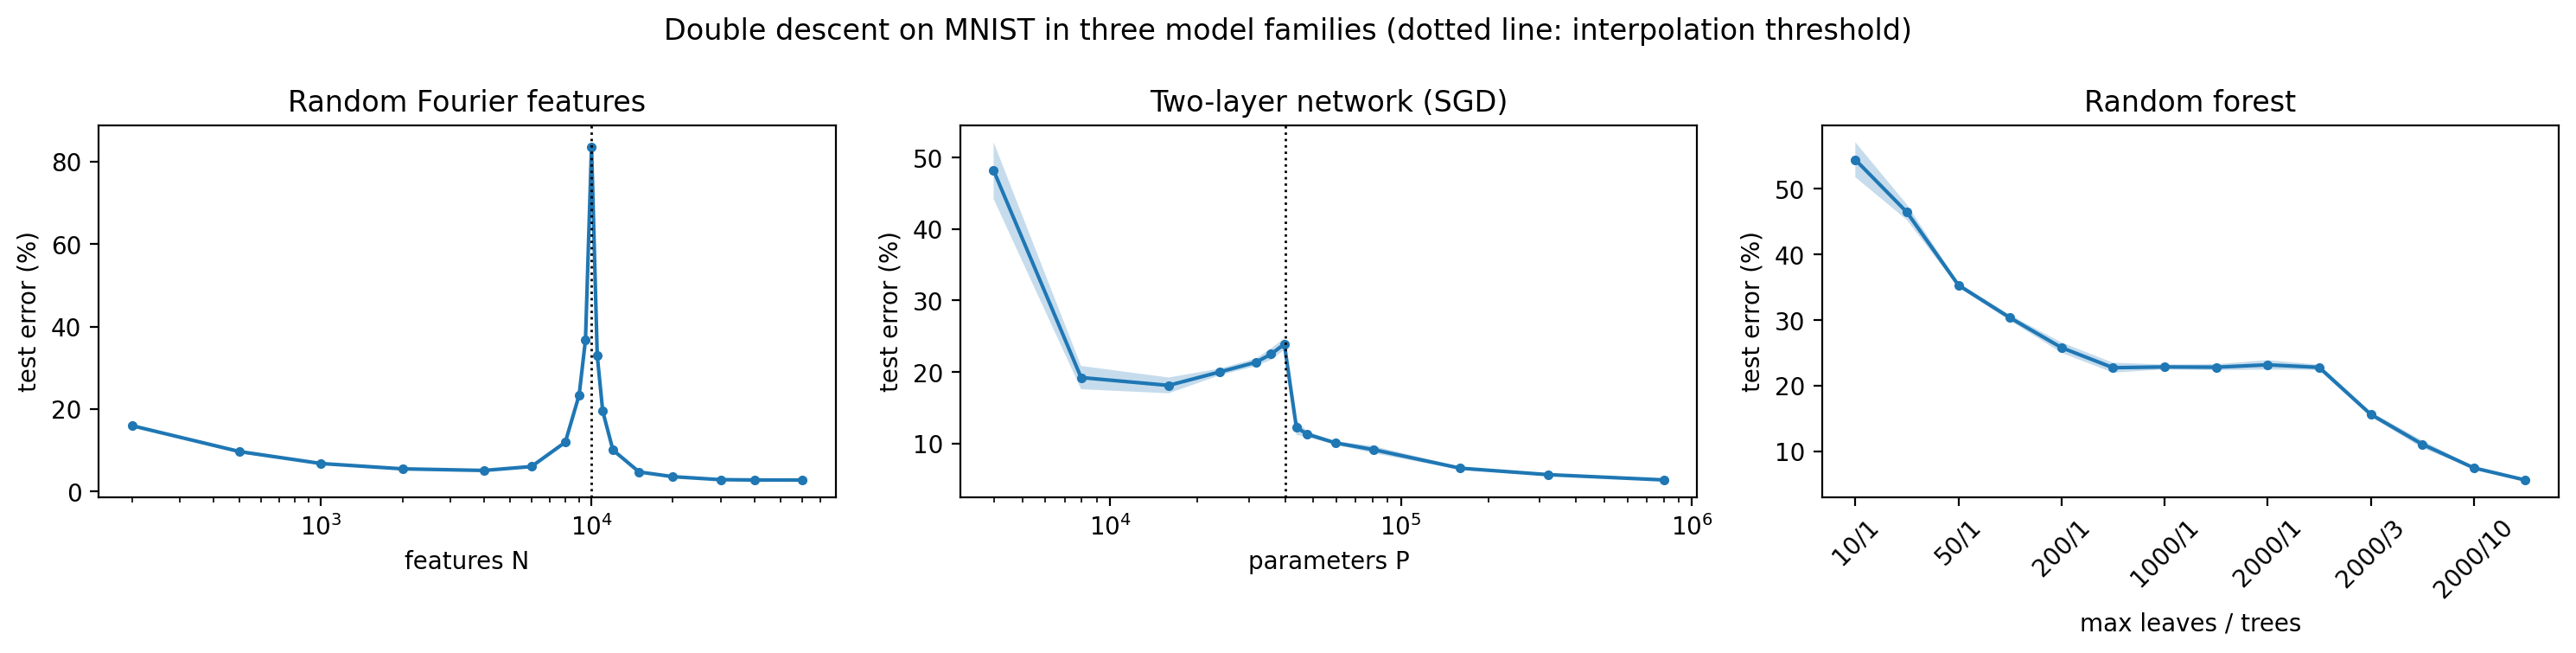 Double descent on MNIST in three model families (dotted line: interpolation threshold)
Random Fourier features
test error (%)
80
60
40
20
0
10³
10⁴
features N
Two-layer network (SGD)
test error (%)
50
40
30
20
10
10⁴
10⁵
10⁶
parameters P
Random forest
test error (%)
50
40
30
20
10
10/1
50/1
200/1
1000/1
2000/1
2000/3
2000/10
max leaves / trees